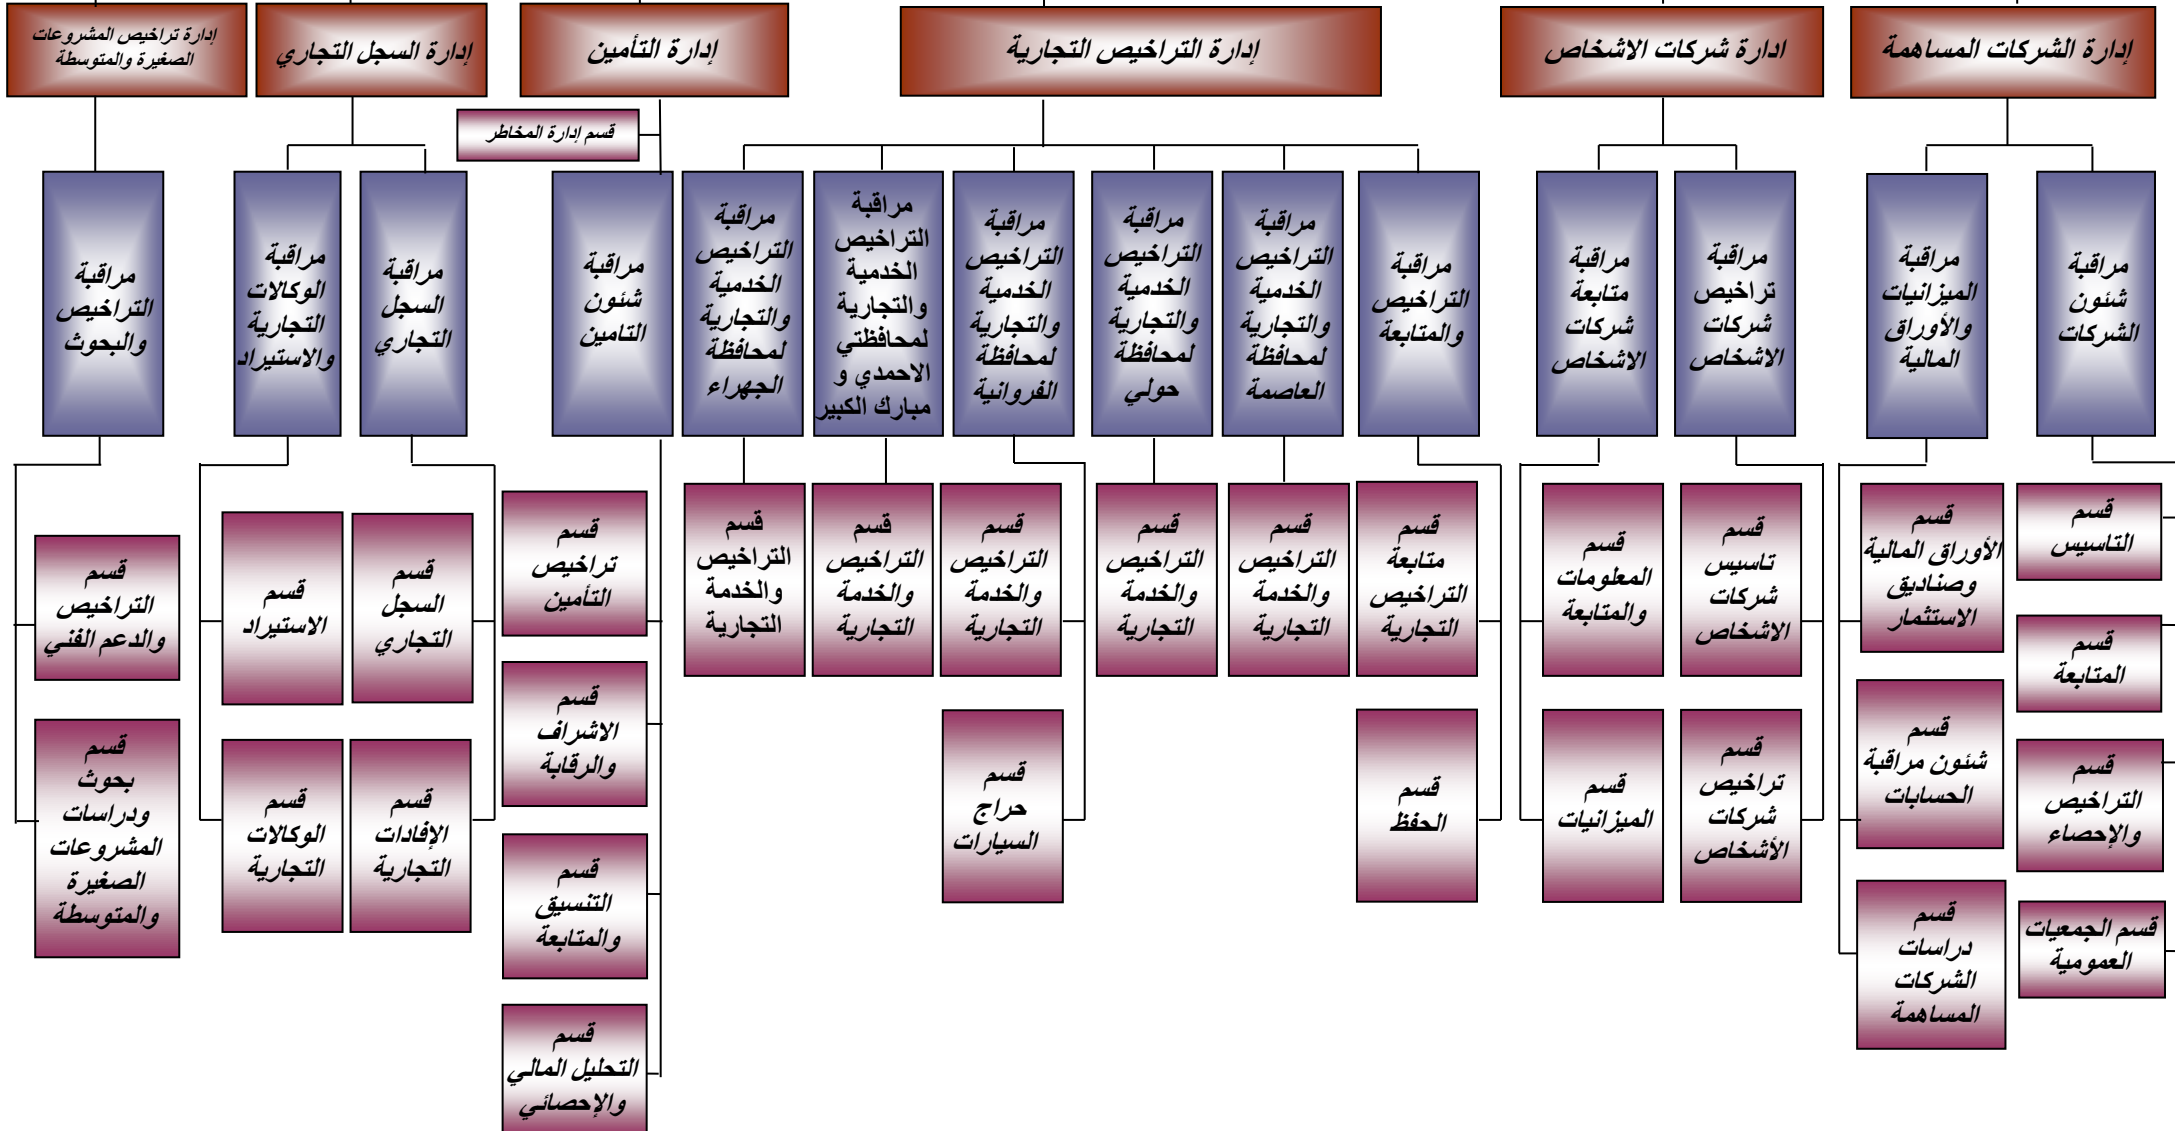 إدارة الشركات المساهمة
ادارة شركات الاشخاص
إدارة التراخيص التجارية
إدارة التأمين
إدارة السجل التجاري
إدارة تراخيص المشروعات
الصغيرة والمتوسطة
قسم إدارة المخاطر
مراقبة
شئون
الشركات
مراقبة
الميزانيات
والأوراق
المالية
مراقبة
تراخيص
شركات
الاشخاص
مراقبة
متابعة
شركات
الاشخاص
مراقبة
التراخيص
والمتابعة
مراقبة
التراخيص
الخدمية
والتجارية
لمحافظة
العاصمة
مراقبة
التراخيص
الخدمية
والتجارية
لمحافظة
حولي
مراقبة
التراخيص
الخدمية
والتجارية
لمحافظة
الفروانية
مراقبة
التراخيص
الخدمية
والتجارية
لمحافظتي
الاحمدي و
مبارك الكبير
مراقبة
التراخيص
الخدمية
والتجارية
لمحافظة
الجهراء
مراقبة
شئون
التامين
مراقبة
السجل
التجاري
مراقبة
الوكالات
التجارية
والاستيراد
مراقبة
التراخيص
والبحوث
قسم
التاسيس
قسم
المتابعة
قسم
التراخيص
والإحصاء
قسم الجمعيات
العمومية
قسم
الأوراق المالية
وصناديق
الاستثمار
قسم
شئون مراقبة
الحسابات
قسم
دراسات
الشركات
المساهمة
قسم
تاسيس
شركات
الاشخاص
قسم
تراخيص
شركات
الأشخاص
قسم
المعلومات
والمتابعة
قسم
الميزانيات
قسم
متابعة
التراخيص
التجارية
قسم
الحفظ
قسم
التراخيص
والخدمة
التجارية
قسم
التراخيص
والخدمة
التجارية
قسم
التراخيص
والخدمة
التجارية
قسم
حراج
السيارات
قسم
التراخيص
والخدمة
التجارية
قسم
التراخيص
والخدمة
التجارية
قسم
تراخيص
التأمين
قسم
الاشراف
والرقابة
قسم
التنسيق
والمتابعة
قسم
التحليل المالي
والإحصائي
قسم
السجل
التجاري
قسم
الإفادات
التجارية
قسم
الاستيراد
قسم
الوكالات
التجارية
قسم
التراخيص
والدعم الفني
قسم
بحوث
ودراسات
المشروعات
الصغيرة
والمتوسطة